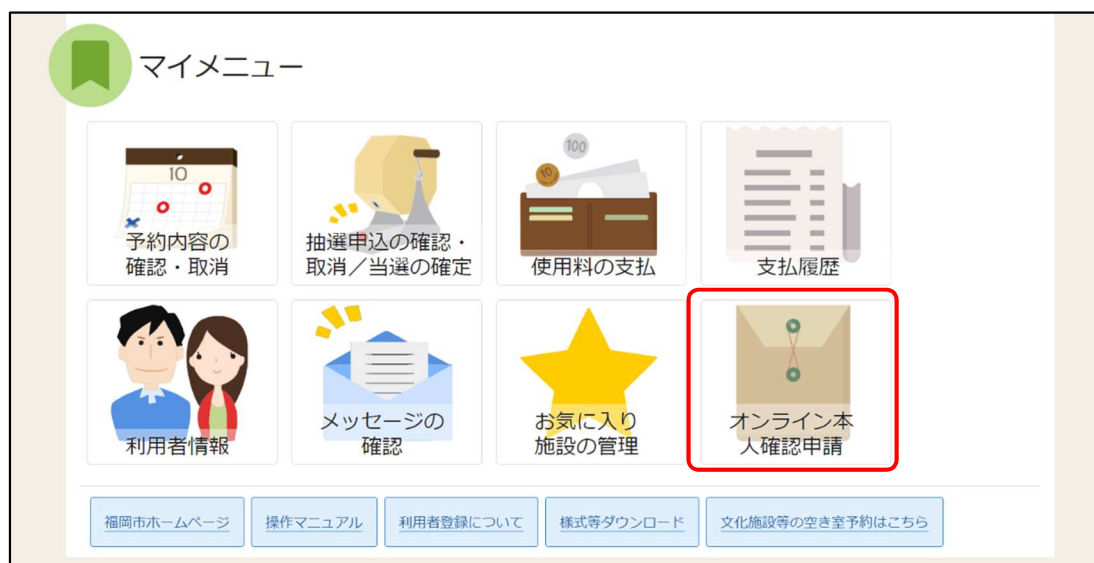 マイメニュー
10
予約内容の
確認・取消
抽選申込の確認・
取消／当選の確定
100
10
使用料の支払
支払履歴
利用者情報
メッセージの
確認
お気に入り
施設の管理
オンライン本
人確認申請
福岡市ホームページ
操作マニュアル
利用者登録について
様式等ダウンロード
文化施設等の空き室予約はこちら